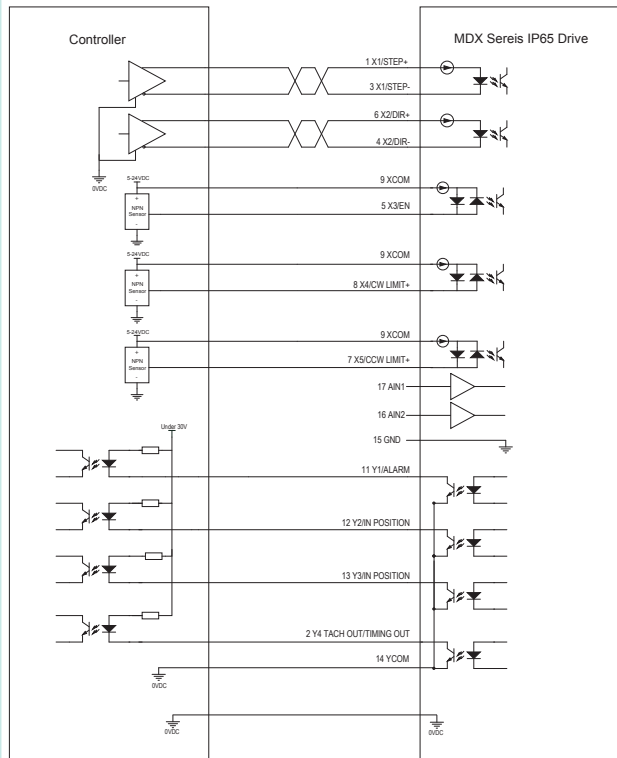 Controller
MDX Sereis IP65 Drive
1 X1/STEP+
3 X1/STEP-
6 X2/DIR+
4 X2/DIR-
0VDC
5-24VDC
9 XCOM
+
NPN
Sensor
-
5 X3/EN
5-24VDC
9 XCOM
+
NPN
Sensor
-
8 X4/CW LIMIT+
5-24VDC
9 XCOM
+
NPN
Sensor
-
7 X5/CCW LIMIT+
17 AIN1
16 AIN2
Under 30V
15 GND
11 Y1/ALARM
12 Y2/IN POSITION
13 Y3/IN POSITION
2 Y4 TACH OUT/TIMING OUT
14 YCOM
0VDC
0VDC
0VDC